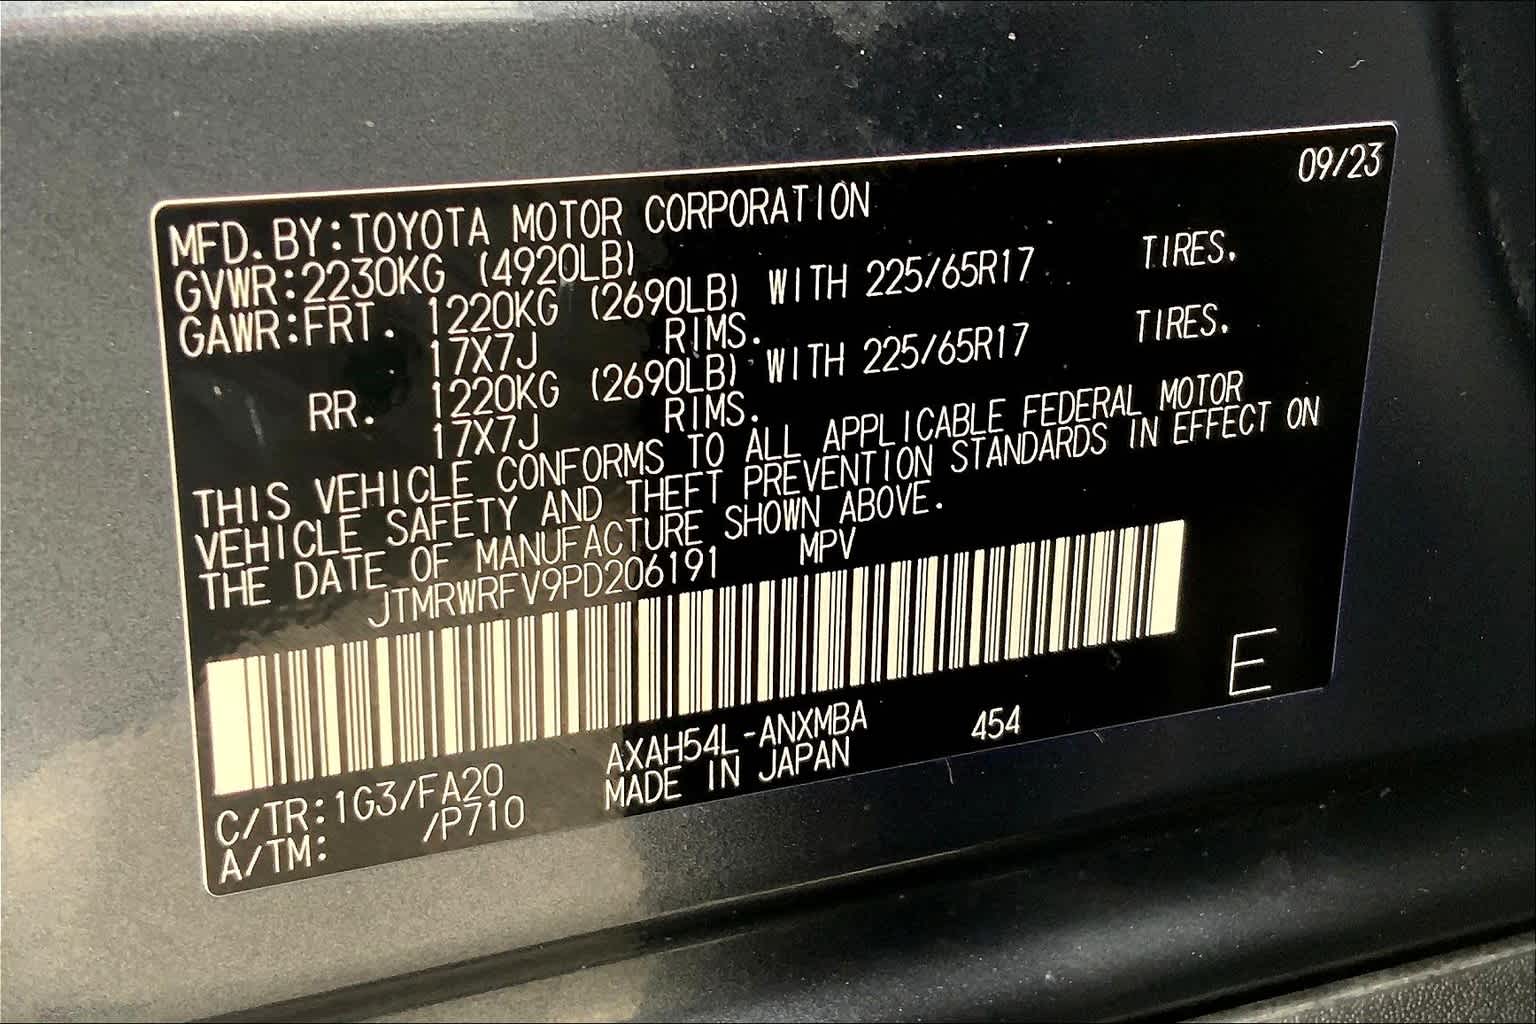 09/23
MFD.BY:TOYOTA MOTOR CORPORATION
GVWR:2230KG (4920LB)
GAWR:FRT. 1220KG (2690LB) WITH 225/65R17 TIRES.
17X7J RIMS.
RR. 1220KG (2690LB) WITH 225/65R17 TIRES.
17X7J RIMS.
THIS VEHICLE CONFORMS TO ALL APPLICABLE FEDERAL MOTOR
VEHICLE SAFETY AND THEFT PREVENTION STANDARDS IN EFFECT ON
THE DATE OF MANUFACTURE SHOWN ABOVE.
JTMRWRFV9PD206191 MPV
E
C/TR:1G3/FA20 AXAH54L-ANXMBA 454
A/TM: /P710 MADE IN JAPAN